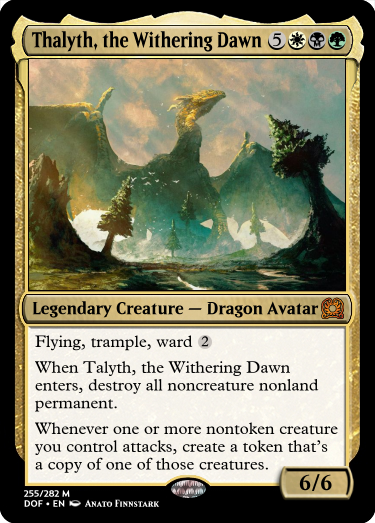 Thalyth, the Withering Dawn 5
Legendary Creature — Dragon Avatar
Flying, trample, ward 2
When Talyth, the Withering Dawn
enters, destroy all noncreature nonland
permanent.
Whenever one or more nontoken creature
you control attacks, create a token that's
a copy of one of those creatures.
6/6
255/282 M
DOF • EN Anato Finnstark